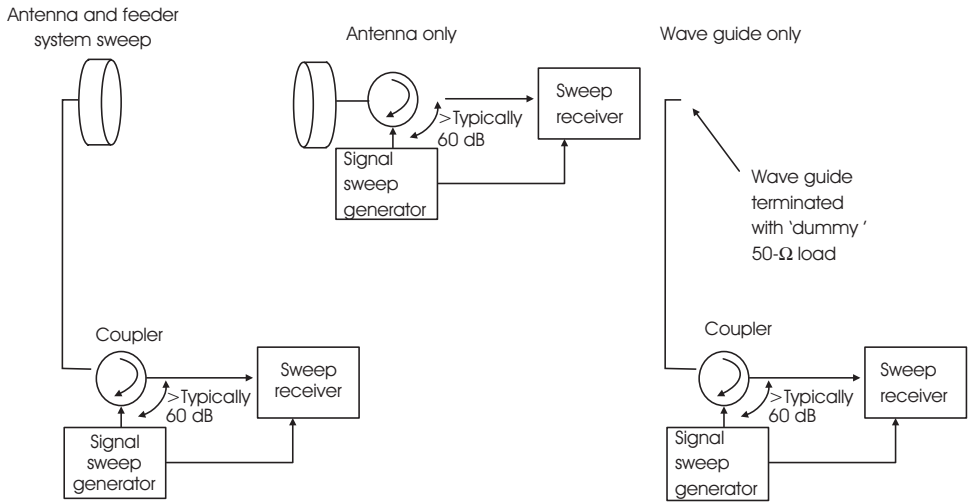 Antenna and feeder
system sweep
Coupler
>Typically
60 dB
Sweep
receiver
Signal
sweep
generator
Antenna only
>Typically
60 dB
Sweep
receiver
Signal
sweep
generator
Wave guide only
Wave guide
terminated
with ‘dummy ’
50-Ω load
Coupler
>Typically
60 dB
Sweep
receiver
Signal
sweep
generator